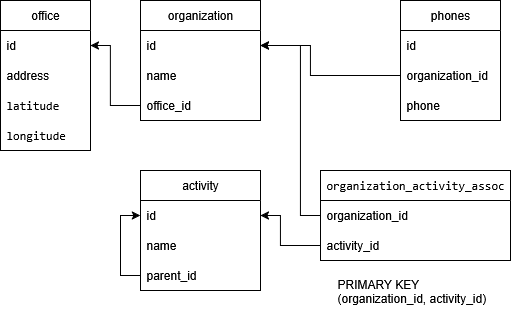 office
id
address
latitude
longitude
organization
id
name
office_id
phones
id
organization_id
phone
activity
id
name
parent_id
organization_activity_assoc
organization_id
activity_id
PRIMARY KEY
(organization_id, activity_id)